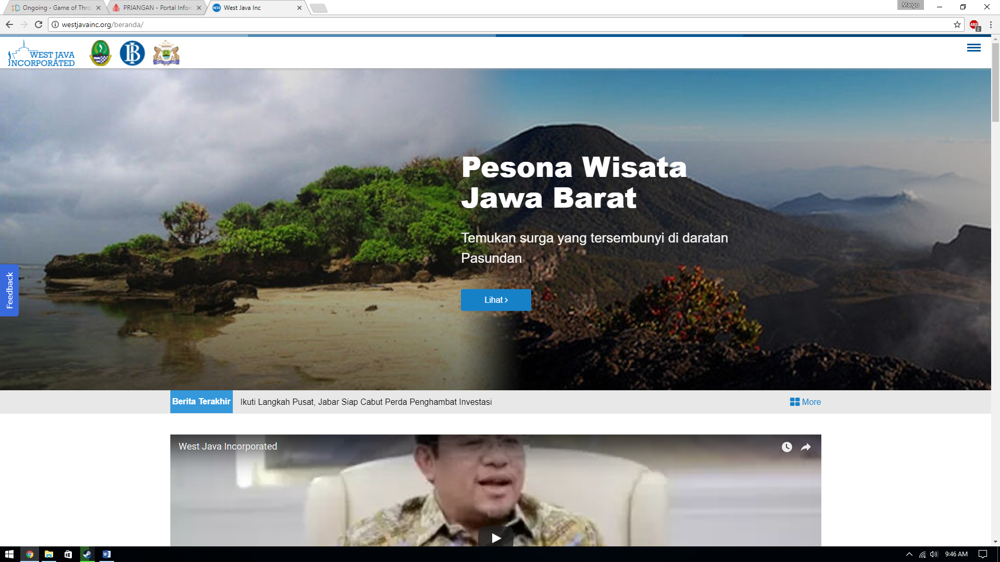 Ongoing - Game of Thro
PRIANGAN - Portal Infor
West Java Inc
Margo
westjavainc.org/beranda/
ABP
2
WEST JAVA
INCORPORATED
Pesona Wisata
Jawa Barat
Temukan surga yang tersembunyi di daratan
Pasundan
Lihat
Feedback
Berita Terakhir
Ikuti Langkah Pusat, Jabar Siap Cabut Perda Penghambat Investasi
More
West Java Incorporated
9:46 AM